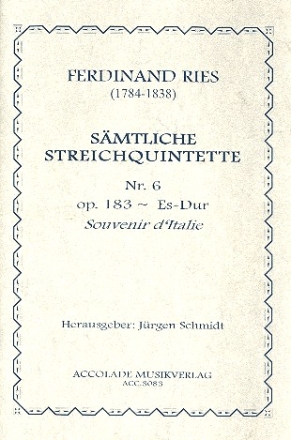 FERDINAND RIES
(1784-1838)
SÄMTLICHE
STREICHQUINTETTE
Nr. 6
op. 183 ~ Es-Dur
Souvenir d'Italie
Herausgeber: Jürgen Schmidt
ACCOLADE MUSIKVERLAG
ACC.8083